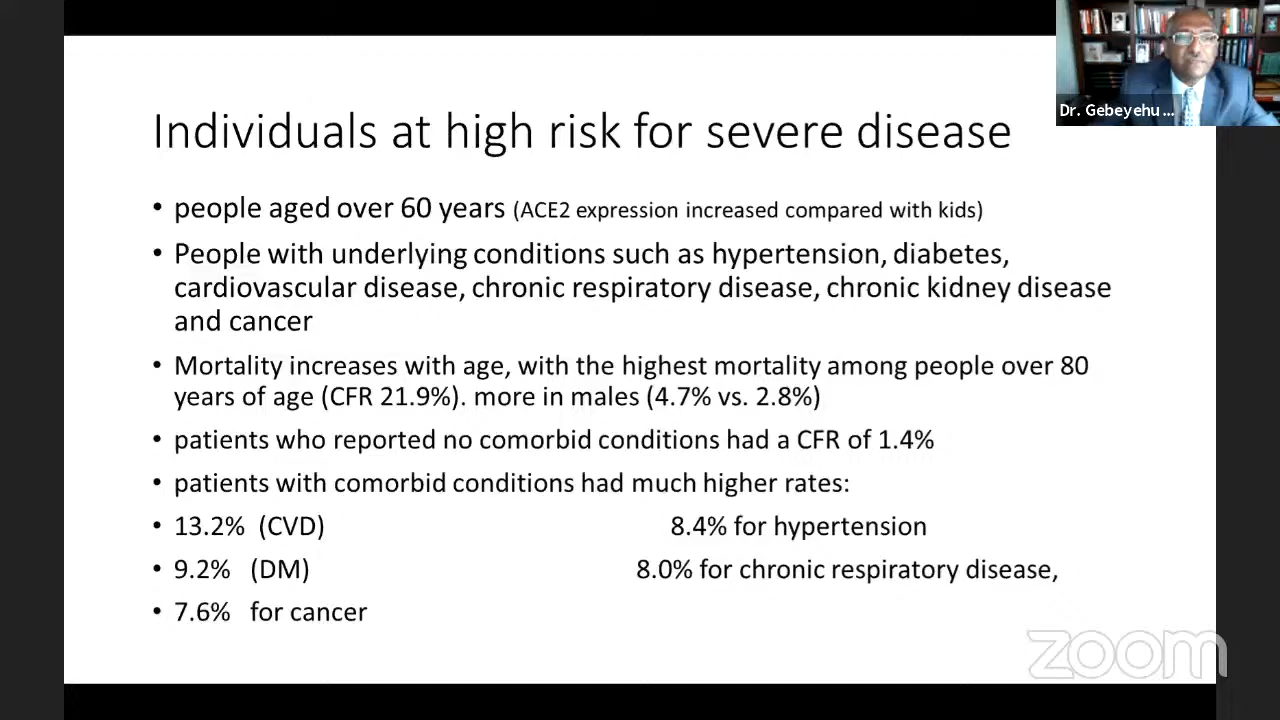 Dr. Gebeyehu ...
Individuals at high risk for severe disease
• people aged over 60 years (ACE2 expression increased compared with kids)
• People with underlying conditions such as hypertension, diabetes,
cardiovascular disease, chronic respiratory disease, chronic kidney disease
and cancer
• Mortality increases with age, with the highest mortality among people over 80
years of age (CFR 21.9%). more in males (4.7% vs. 2.8%)
• patients who reported no comorbid conditions had a CFR of 1.4%
• patients with comorbid conditions had much higher rates:
• 13.2% (CVD) 8.4% for hypertension
• 9.2% (DM) 8.0% for chronic respiratory disease,
• 7.6% for cancer
zoom